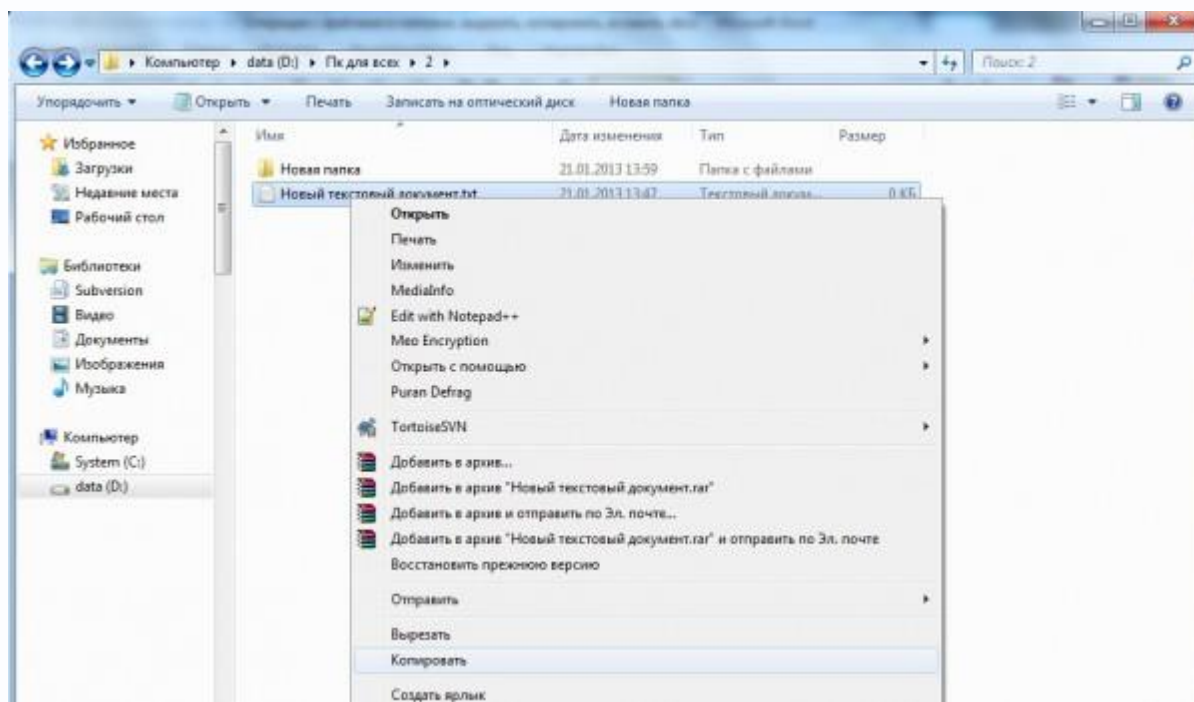 Компьютер ▸ data (D:) ▸ Пк для всех ▸ 2 ▸
Поиск: 2
Упорядочить Открыть Печать Записать на оптический диск Новая папка
Избранное
Загрузки
Недавние места
Рабочий стол
Библиотеки
Subversion
Видео
Документы
Изображения
Музыка
Компьютер
System (C:)
data (D:)
Имя Дата изменения Тип Размер
Новая папка 21.01.2013 13:59 Папка с файлами
Новый текстовый документ.txt 21.01.2013 13:47 Текстовый докум... 0 КБ
Открыть
Печать
Изменить
MediaInfo
Edit with Notepad++
Meo Encryption
Открыть с помощью
Puran Defrag
TortoiseSVN
Добавить в архив...
Добавить в архив "Новый текстовый документ.rar"
Добавить в архив и отправить по Эл. почте...
Добавить в архив "Новый текстовый документ.rar" и отправить по Эл. почте
Восстановить прежнюю версию
Отправить
Вырезать
Копировать
Создать ярлык